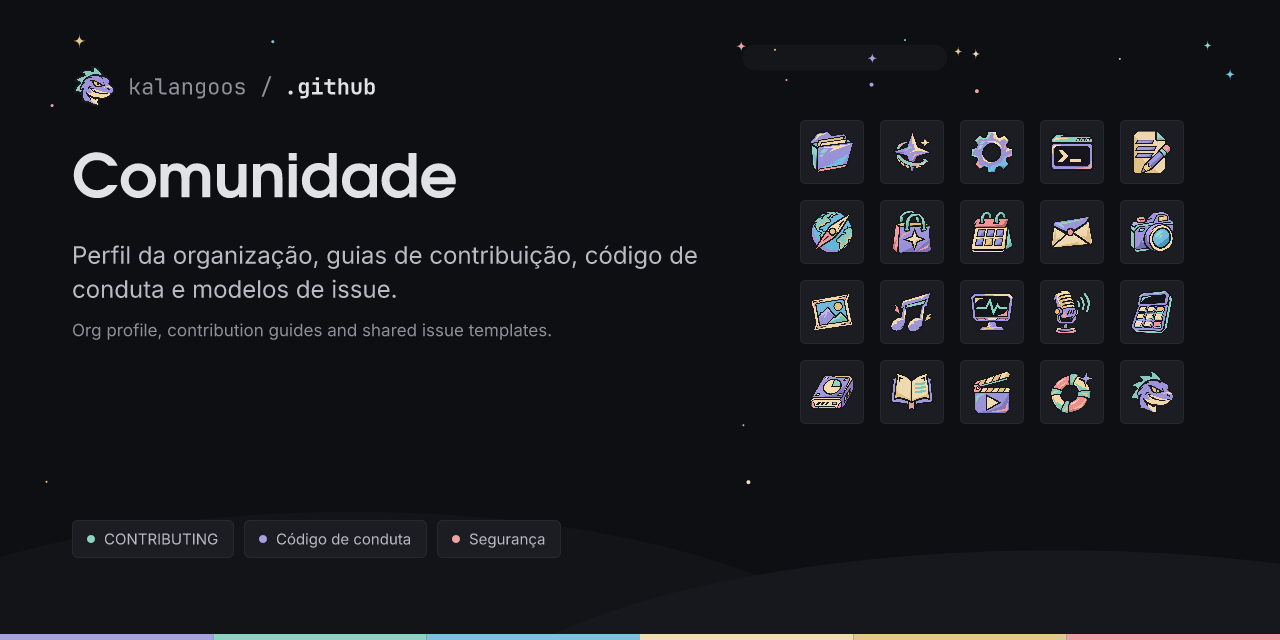 kalangoos / .github
Comunidade
Perfil da organização, guias de contribuição, código de
conduta e modelos de issue.
Org profile, contribution guides and shared issue templates.
CONTRIBUTING
Código de conduta
Segurança